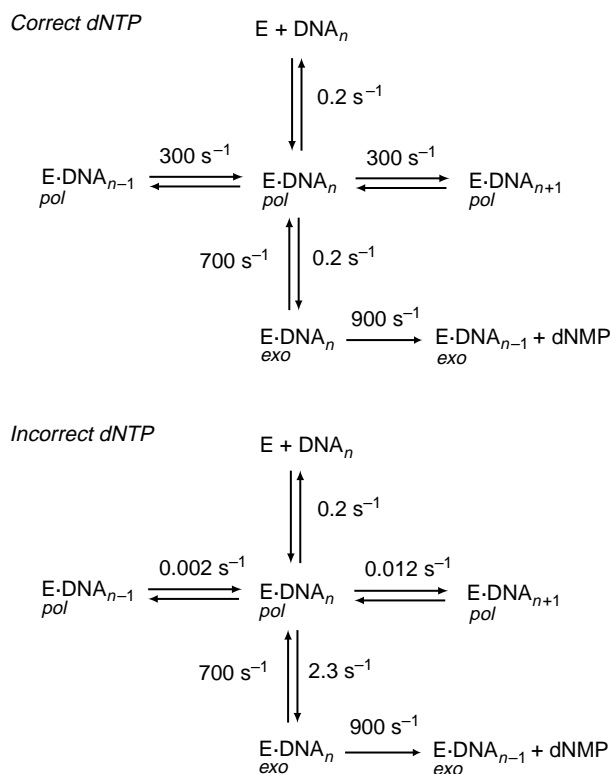 Correct dNTP
E + DNAn
0.2 s–1
300 s–1 300 s–1
E·DNAn–1 E·DNAn E·DNAn+1
pol pol pol
700 s–1 0.2 s–1
900 s–1
E·DNAn E·DNAn–1 + dNMP
exo exo
Incorrect dNTP
E + DNAn
0.2 s–1
0.002 s–1 0.012 s–1
E·DNAn–1 E·DNAn E·DNAn+1
pol pol pol
700 s–1 2.3 s–1
900 s–1
E·DNAn E·DNAn–1 + dNMP
exo exo